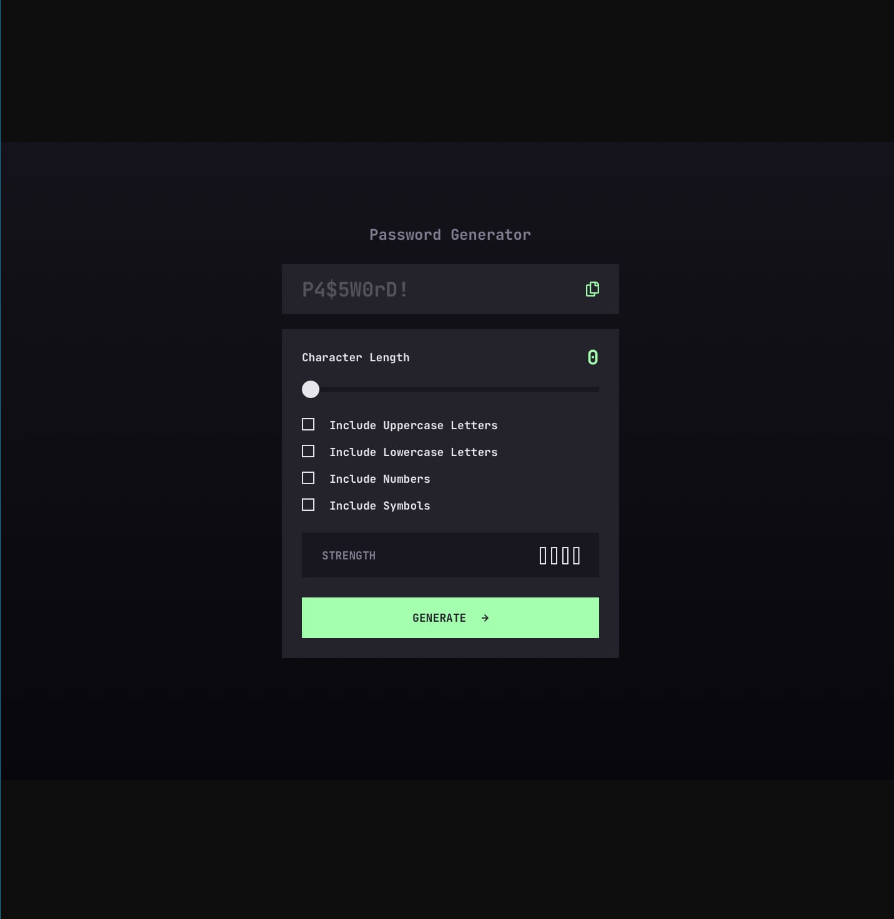 Password Generator
P4$5W0rD!
Character Length 0
Include Uppercase Letters
Include Lowercase Letters
Include Numbers
Include Symbols
STRENGTH
GENERATE →